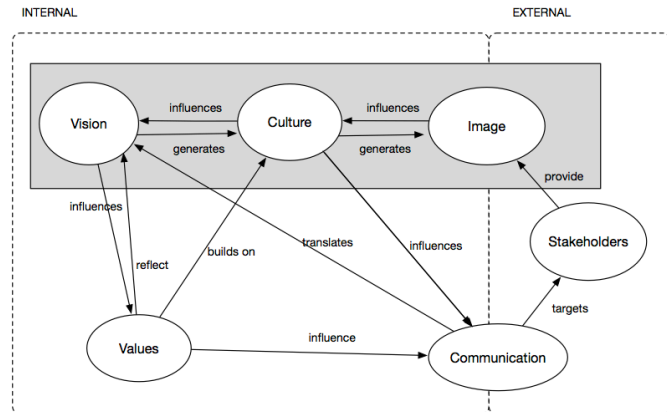 INTERNAL
EXTERNAL
influences
influences
Vision
Culture
Image
generates
generates
provide
influences
Stakeholders
translates
influences
builds on
reflect
targets
influence
Values
Communication